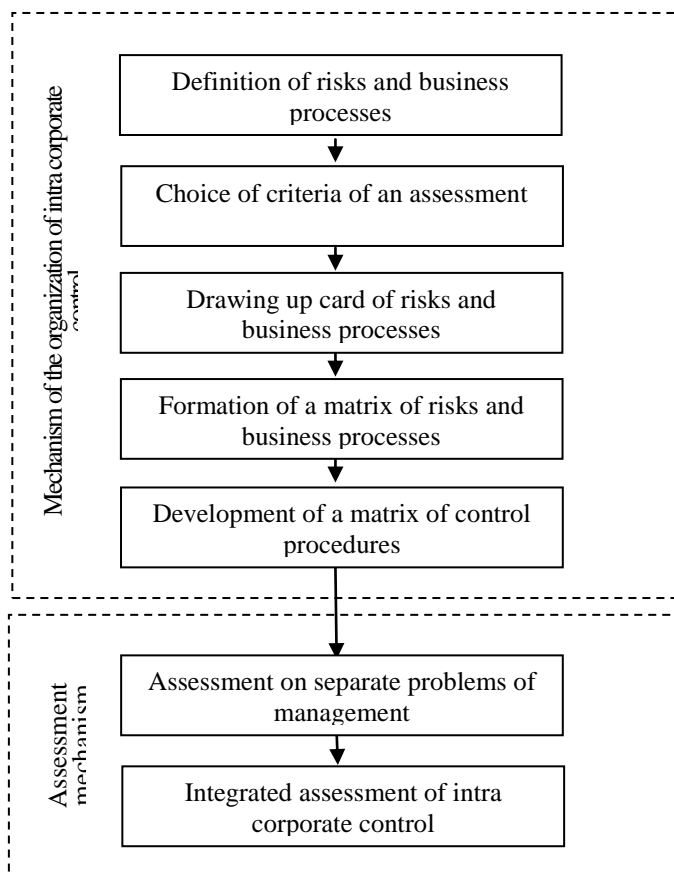 Mechanism of the organization of intra corporate
control
Definition of risks and business
processes
Choice of criteria of an assessment
Drawing up card of risks and
business processes
Formation of a matrix of risks and
business processes
Development of a matrix of control
procedures
Assessment
mechanism
Assessment on separate problems of
management
Integrated assessment of intra
corporate control